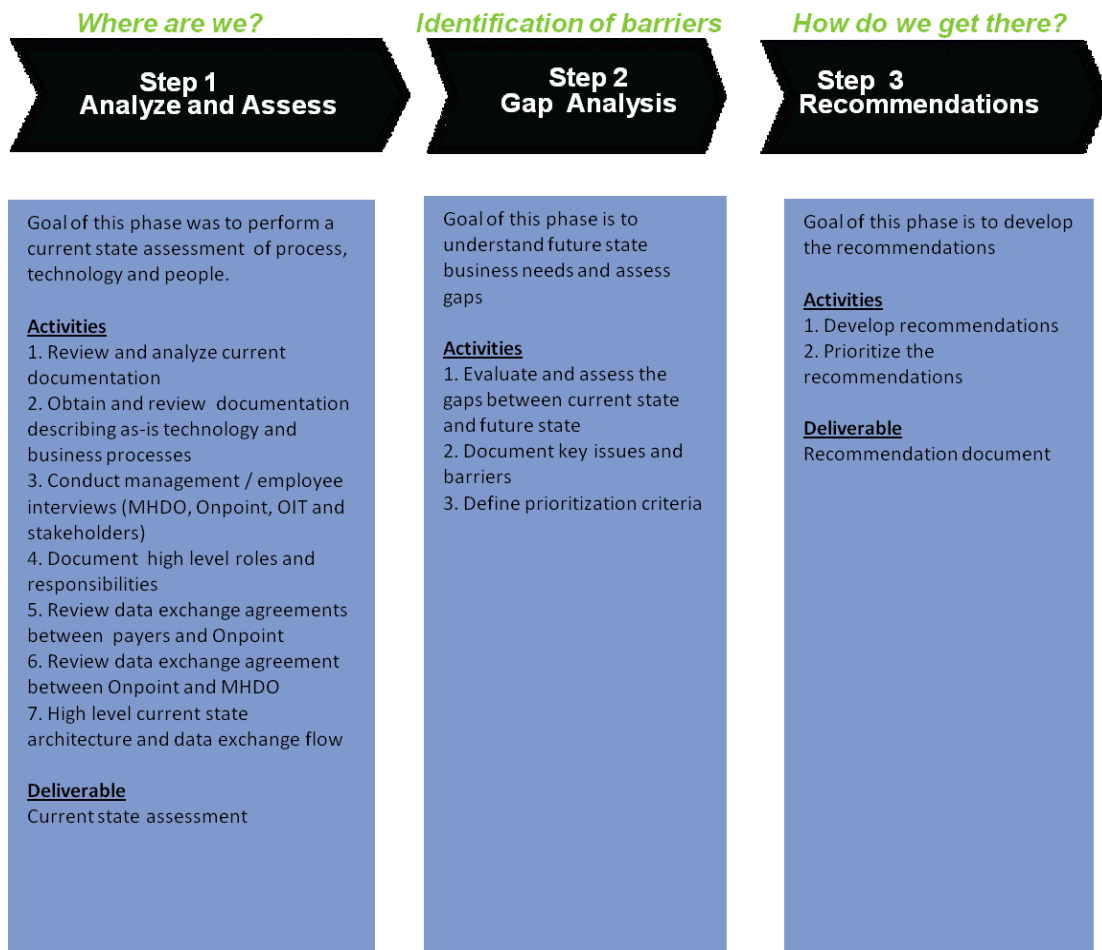 Where are we?
Step 1
Analyze and Assess
Goal of this phase was to perform a
current state assessment of process,
technology and people.
Activities
1. Review and analyze current
documentation
2. Obtain and review documentation
describing as-is technology and
business processes
3. Conduct management / employee
interviews (MHDO, Onpoint, OIT and
stakeholders)
4. Document high level roles and
responsibilities
5. Review data exchange agreements
between payers and Onpoint
6. Review data exchange agreement
between Onpoint and MHDO
7. High level current state
architecture and data exchange flow
Deliverable
Current state assessment
Identification of barriers
Step 2
Gap Analysis
Goal of this phase is to
understand future state
business needs and assess
gaps
Activities
1. Evaluate and assess the
gaps between current state
and future state
2. Document key issues and
barriers
3. Define prioritization criteria
How do we get there?
Step 3
Recommendations
Goal of this phase is to develop
the recommendations
Activities
1. Develop recommendations
2. Prioritize the
recommendations
Deliverable
Recommendation document